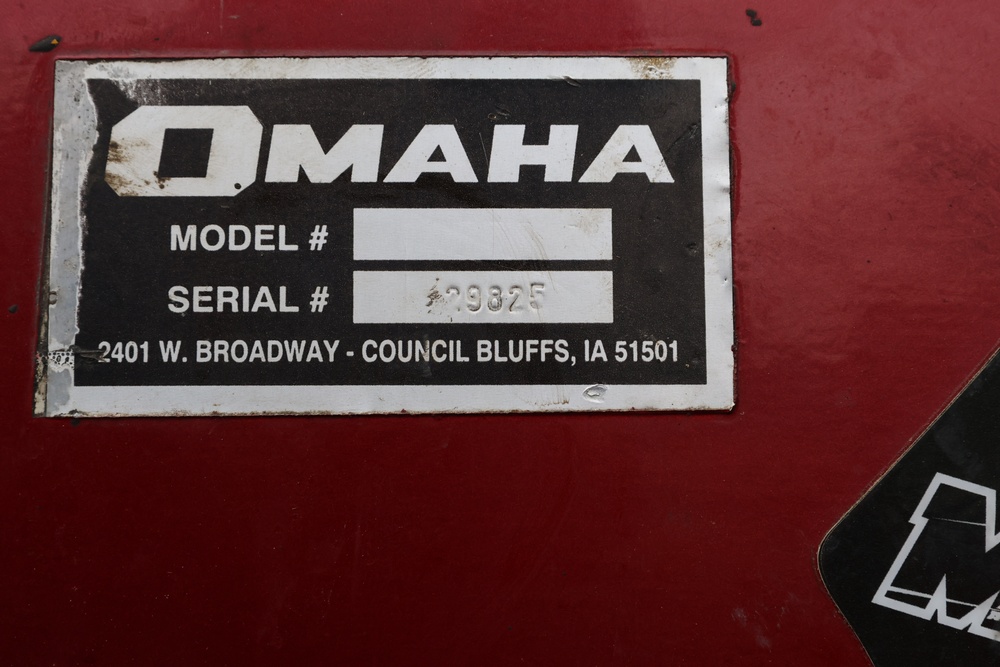 OMAHA
MODEL #
SERIAL #
2401 W. BROADWAY - COUNCIL BLUFFS, IA 51501